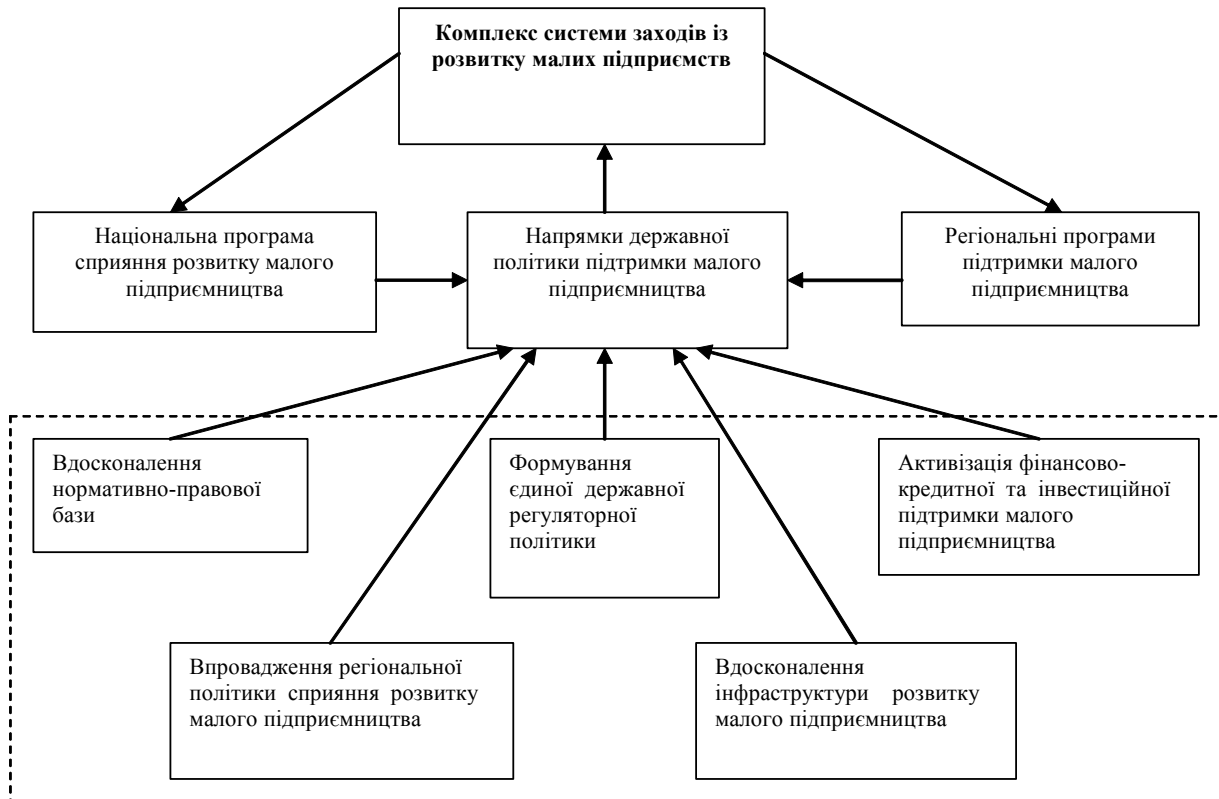 Комплекс системи заходів із
розвитку малих підприємств
Національна програма
сприяння розвитку малого
підприємництва
Напрямки державної
політики підтримки малого
підприємництва
Регіональні програми
підтримки малого
підприємництва
Вдосконалення
нормативно-правової
бази
Формування
єдиної державної
регуляторної
політики
Активізація фінансово-
кредитної та інвестиційної
підтримки малого
підприємництва
Впровадження регіональної
політики сприяння розвитку
малого підприємництва
Вдосконалення
інфраструктури розвитку
малого підприємництва